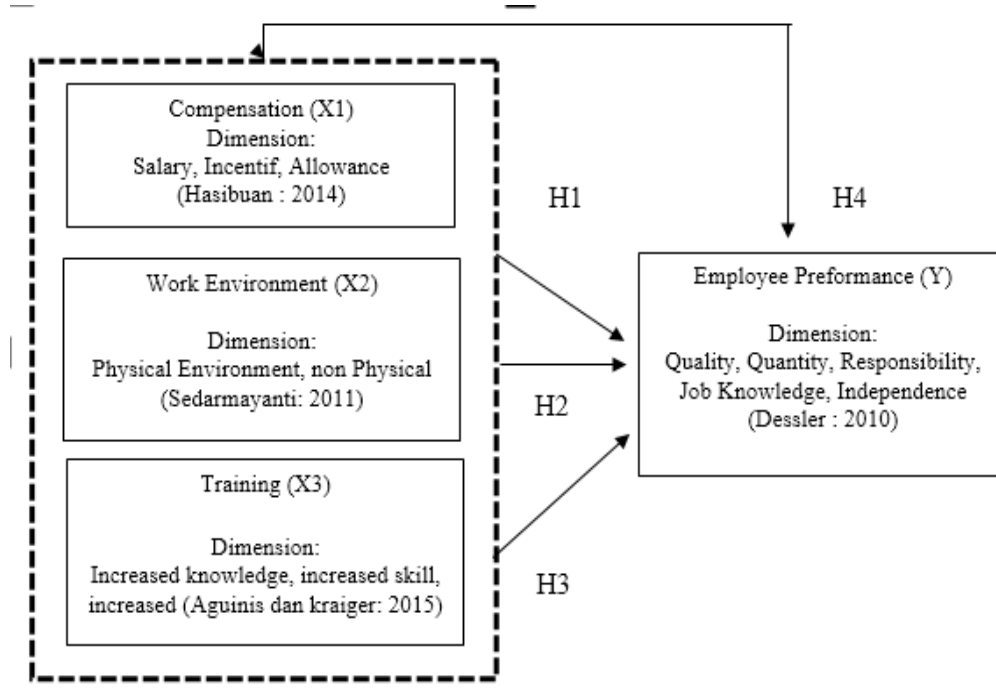 Compensation (X1)
Dimension:
Salary, Incentif, Allowance
(Hasibuan : 2014)
Work Environment (X2)
Dimension:
Physical Environment, non Physical
(Sedarmayanti: 2011)
Training (X3)
Dimension:
Increased knowledge, increased skill,
increased (Aguinis dan kraiger: 2015)
H1
H2
H3
H4
Employee Preformance (Y)
Dimension:
Quality, Quantity, Responsibility,
Job Knowledge, Independence
(Dessler : 2010)